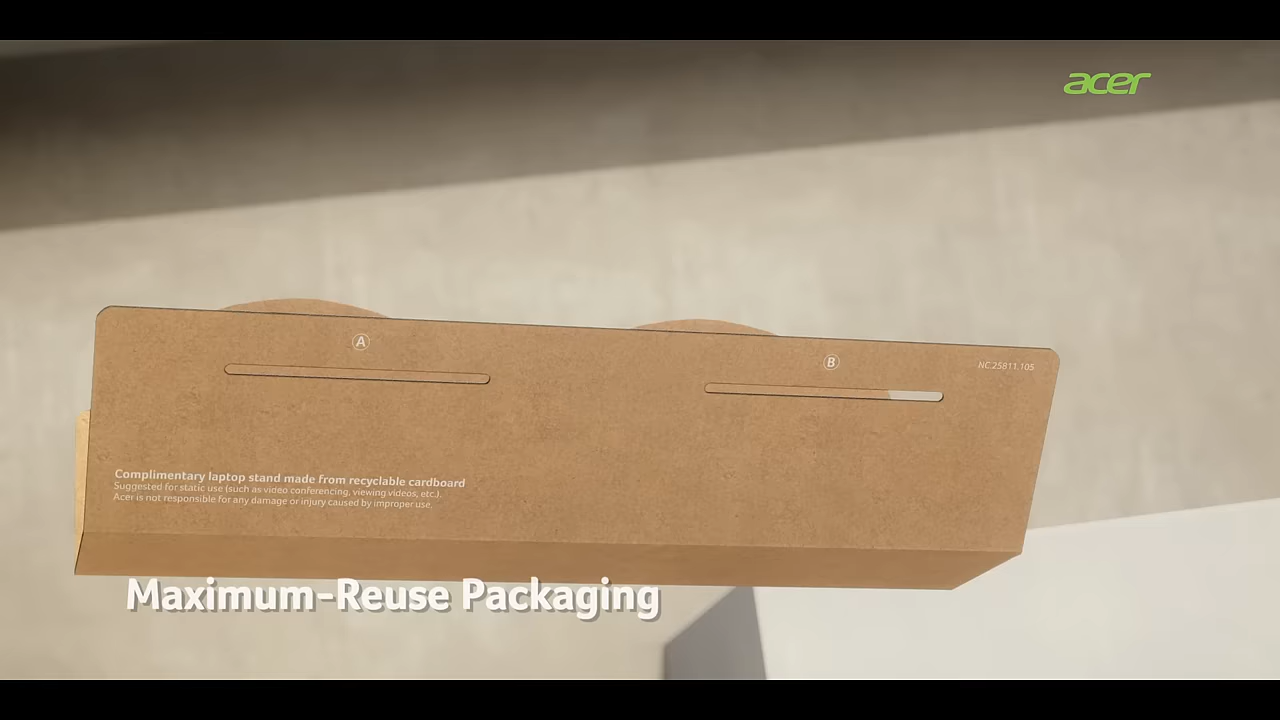 acer
A
B
NC.25811.105
Complimentary laptop stand made from recyclable cardboard
Suggested for static use (such as video conferencing, viewing videos, etc.).
Acer is not responsible for any damage or injury caused by improper use.
Maximum-Reuse Packaging